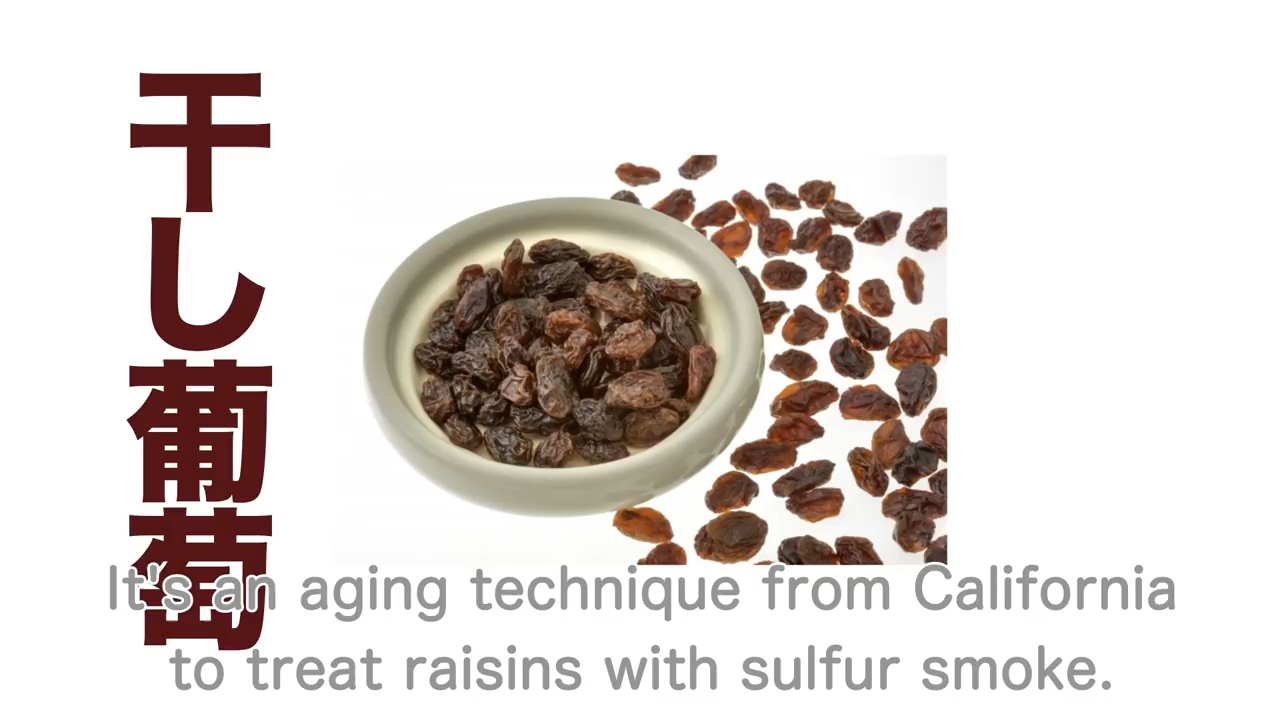 干し葡萄
It's an aging technique from California
to treat raisins with sulfur smoke.